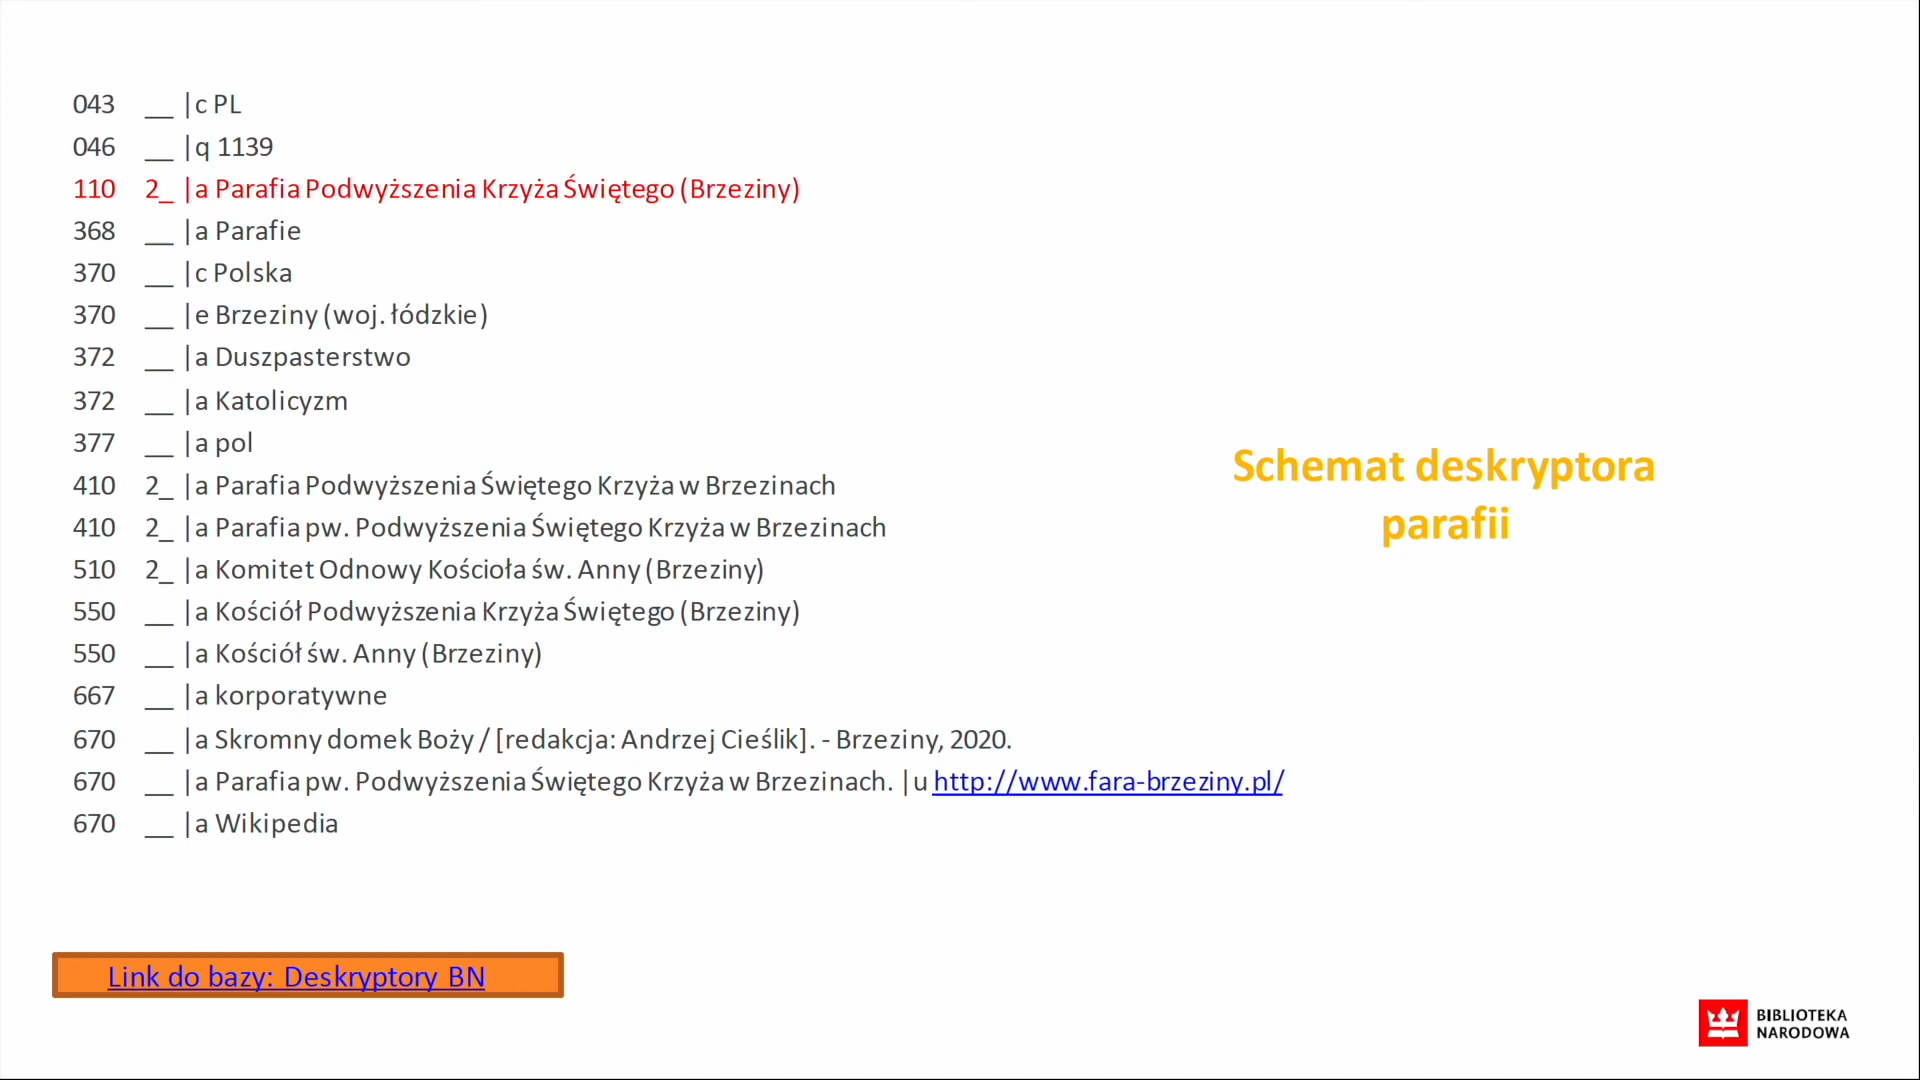 043 __ |c PL
046 __ |q 1139
110 2_ |a Parafia Podwyższenia Krzyża Świętego (Brzeziny)
368 __ |a Parafie
370 __ |c Polska
370 __ |e Brzeziny (woj. łódzkie)
372 __ |a Duszpasterstwo
372 __ |a Katolicyzm
377 __ |a pol
410 2_ |a Parafia Podwyższenia Świętego Krzyża w Brzezinach
410 2_ |a Parafia pw. Podwyższenia Świętego Krzyża w Brzezinach
510 2_ |a Komitet Odnowy Kościoła św. Anny (Brzeziny)
550 __ |a Kościół Podwyższenia Krzyża Świętego (Brzeziny)
550 __ |a Kościół św. Anny (Brzeziny)
667 __ |a korporatywne
670 __ |a Skromny domek Boży / [redakcja: Andrzej Cieślik]. - Brzeziny, 2020.
670 __ |a Parafia pw. Podwyższenia Świętego Krzyża w Brzezinach. |u http://www.fara-brzeziny.pl/
670 __ |a Wikipedia
Schemat deskryptora
parafii
Link do bazy: Deskryptory BN
BIBLIOTEKA
NARODOWA